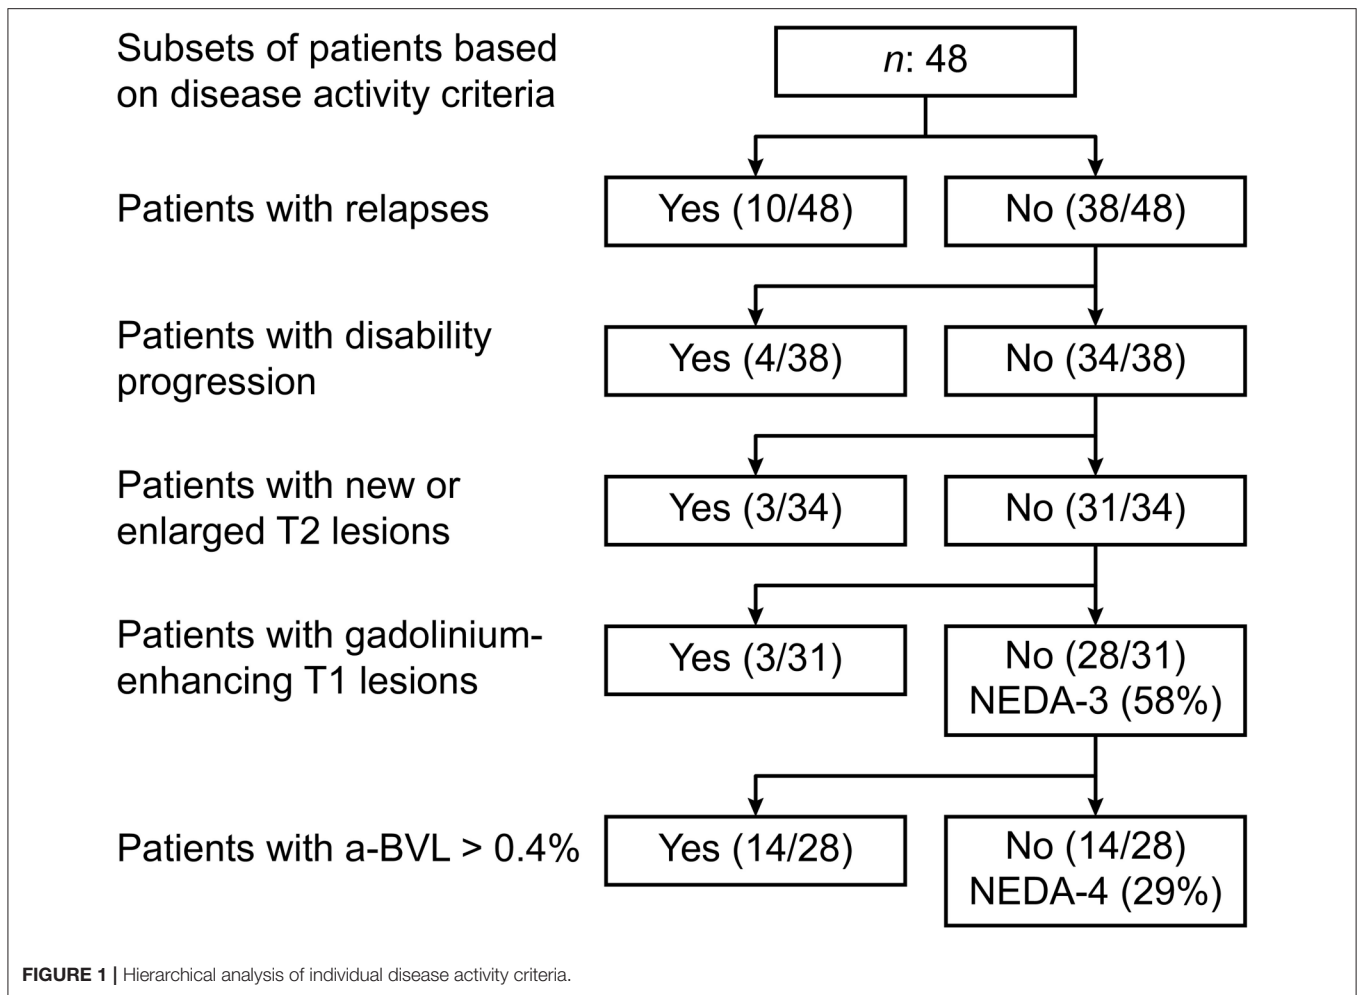 Subsets of patients based
on disease activity criteria
n: 48
Patients with relapses
Yes (10/48)
No (38/48)
Patients with disability
progression
Yes (4/38)
No (34/38)
Patients with new or
enlarged T2 lesions
Yes (3/34)
No (31/34)
Patients with gadolinium-
enhancing T1 lesions
Yes (3/31)
No (28/31)
NEDA-3 (58%)
Patients with a-BVL > 0.4%
Yes (14/28)
No (14/28)
NEDA-4 (29%)
FIGURE 1 | Hierarchical analysis of individual disease activity criteria.